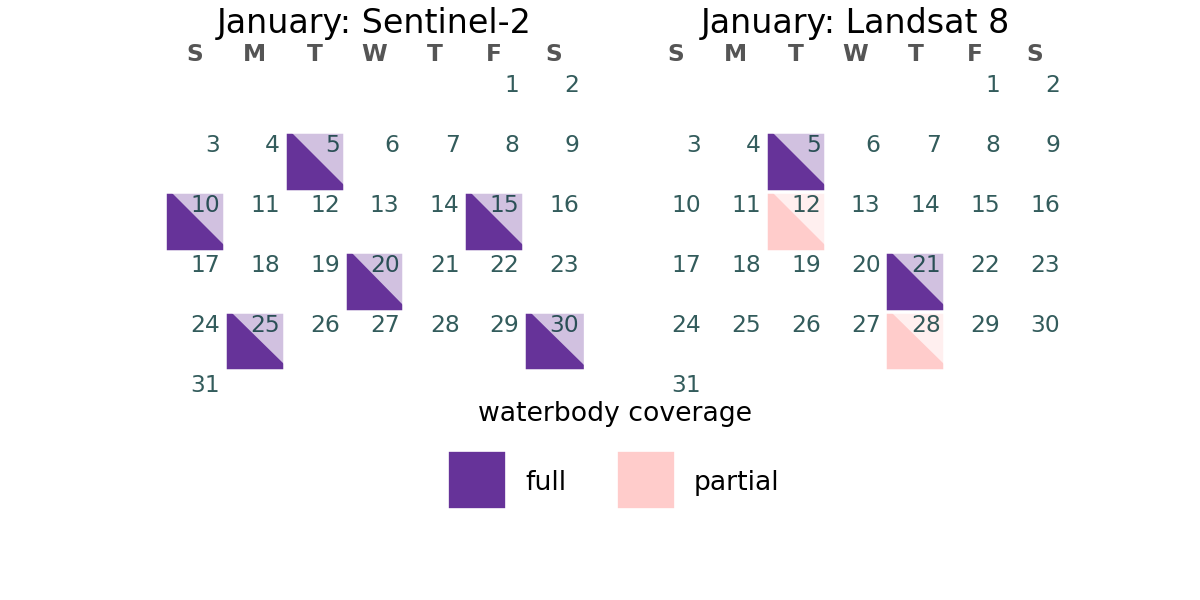 January: Sentinel-2
S M T W T F S
1 2
3 4 5 6 7 8 9
10 11 12 13 14 15 16
17 18 19 20 21 22 23
24 25 26 27 28 29 30
31
January: Landsat 8
S M T W T F S
1 2
3 4 5 6 7 8 9
10 11 12 13 14 15 16
17 18 19 20 21 22 23
24 25 26 27 28 29 30
31
waterbody coverage
full
partial